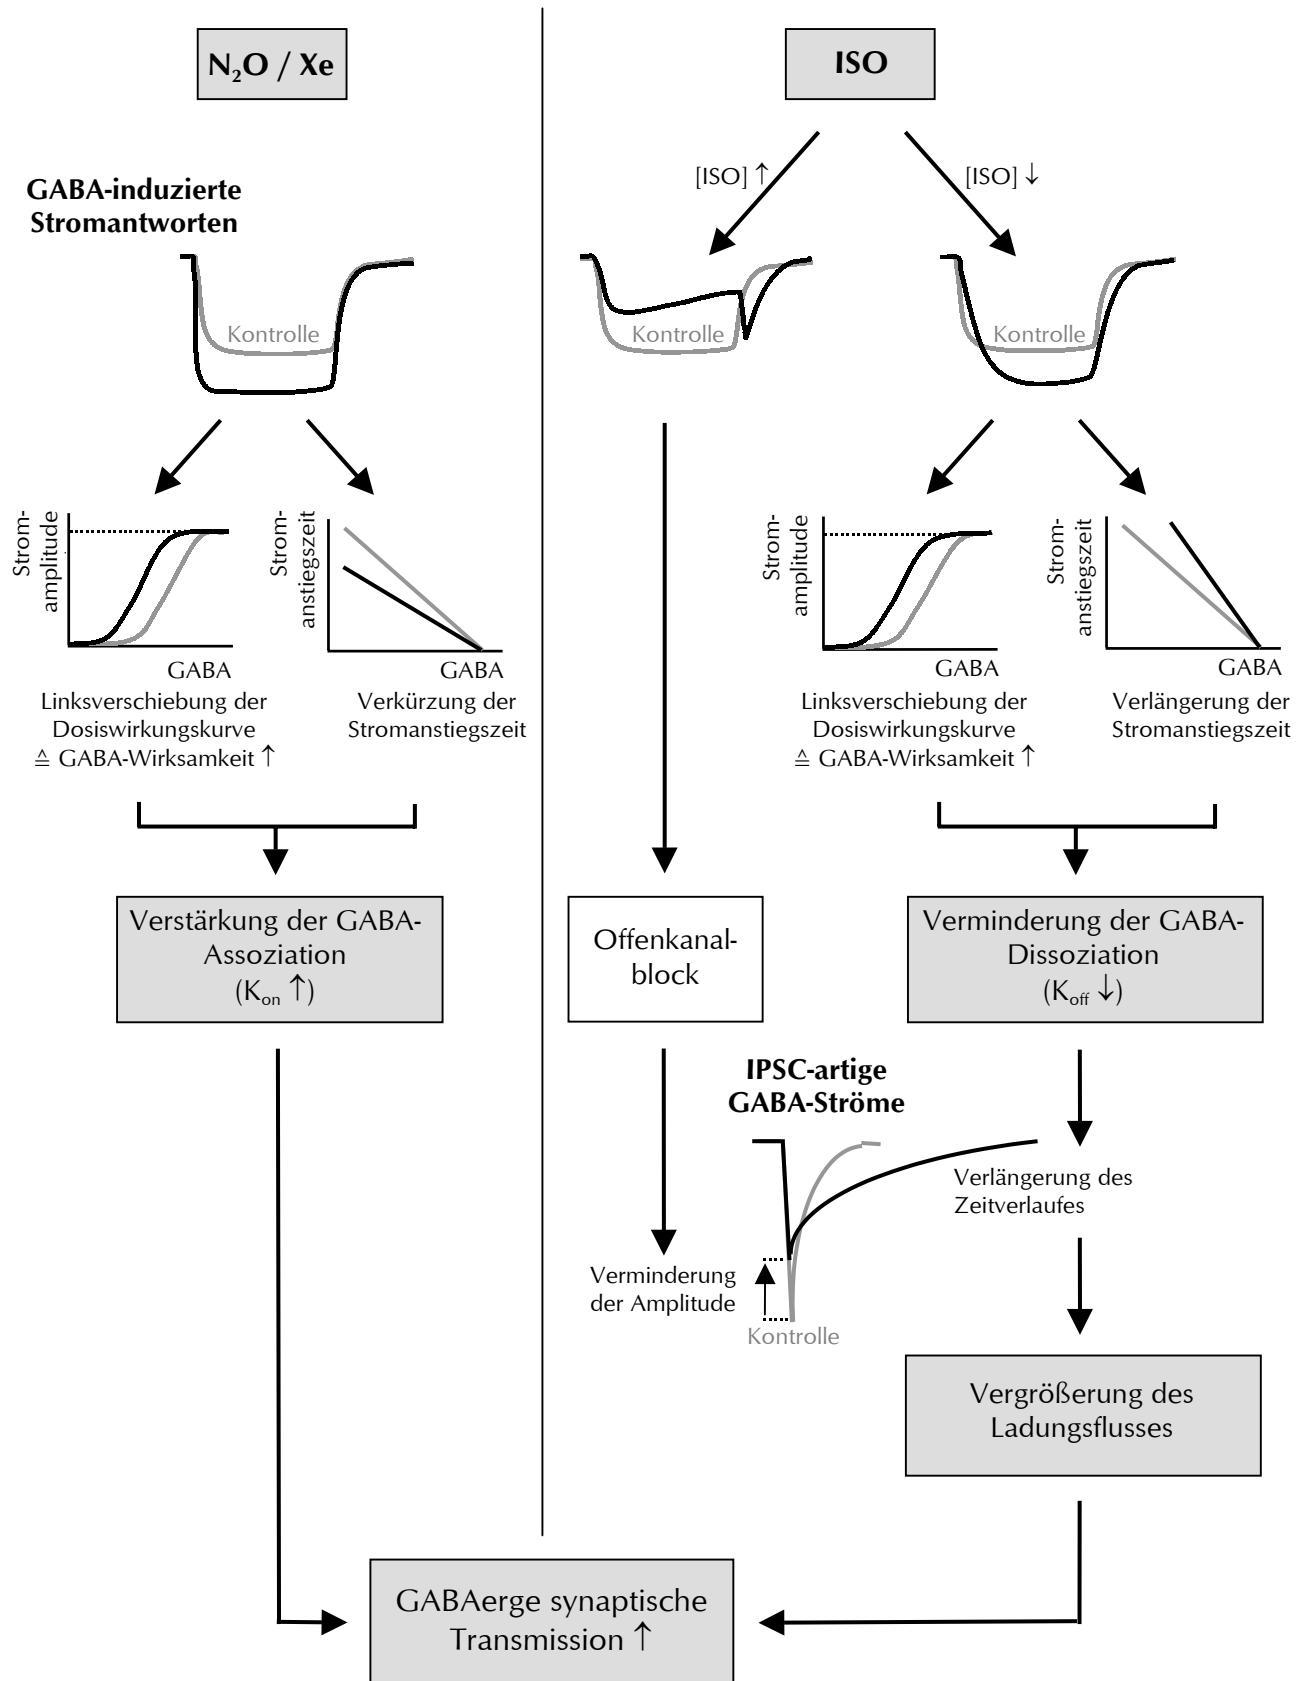 N₂O / Xe
GABA-induzierte
Stromantworten
Kontrolle
Strom-
amplitude
GABA
Linksverschiebung der
Dosiswirkungskurve
≙ GABA-Wirksamkeit ↑
Strom-
anstiegszeit
GABA
Verkürzung der
Stromanstiegszeit
Verstärkung der GABA-
Assoziation
(K_on ↑)
ISO
[ISO] ↑
[ISO] ↓
Kontrolle
Kontrolle
Strom-
amplitude
GABA
Linksverschiebung der
Dosiswirkungskurve
≙ GABA-Wirksamkeit ↑
Strom-
anstiegszeit
GABA
Verlängerung der
Stromanstiegszeit
Offenkanal-
block
Verminderung der GABA-
Dissoziation
(K_off ↓)
IPSC-artige
GABA-Ströme
Verlängerung des
Zeitverlaufes
Verminderung
der Amplitude
Kontrolle
Vergrößerung des
Ladungsflusses
GABAerge synaptische
Transmission ↑